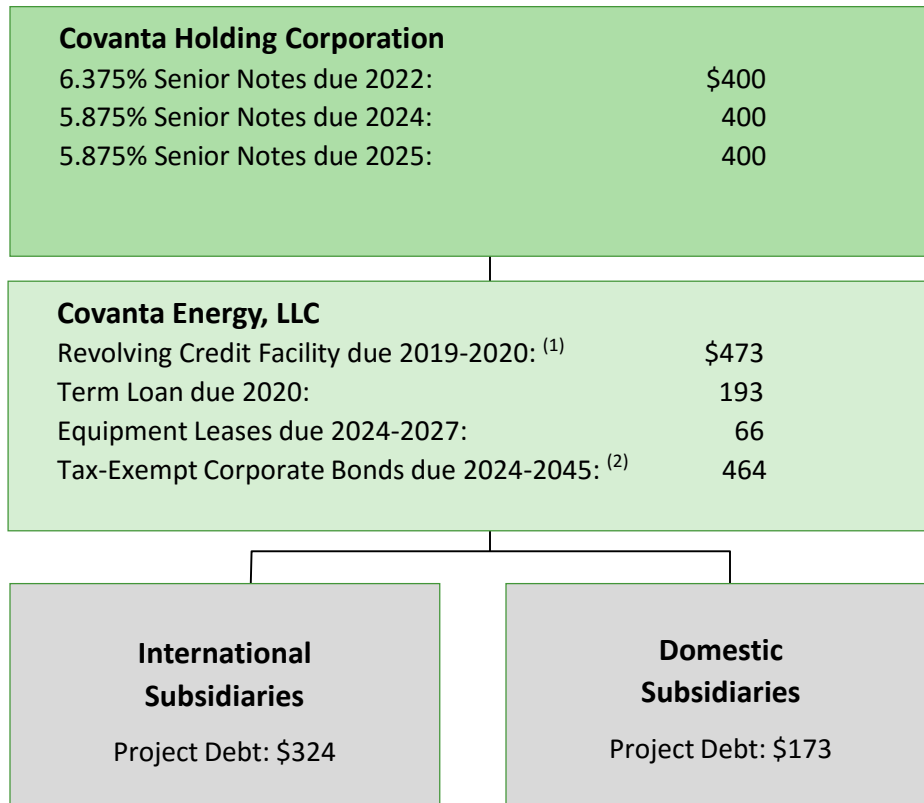 Covanta Holding Corporation
6.375% Senior Notes due 2022: $400
5.875% Senior Notes due 2024: 400
5.875% Senior Notes due 2025: 400
Covanta Energy, LLC
Revolving Credit Facility due 2019-2020: (1) $473
Term Loan due 2020: 193
Equipment Leases due 2024-2027: 66
Tax-Exempt Corporate Bonds due 2024-2045: (2) 464
International
Subsidiaries
Project Debt: $324
Domestic
Subsidiaries
Project Debt: $173